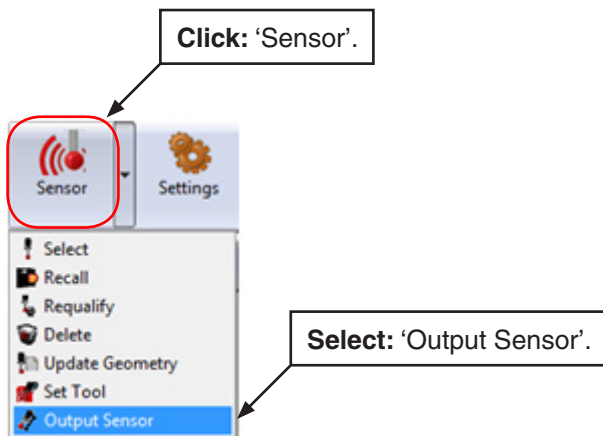 Click: ‘Sensor’.
Sensor
Settings
Select
Recall
Requalify
Delete
Update Geometry
Set Tool
Output Sensor
Select: ‘Output Sensor’.